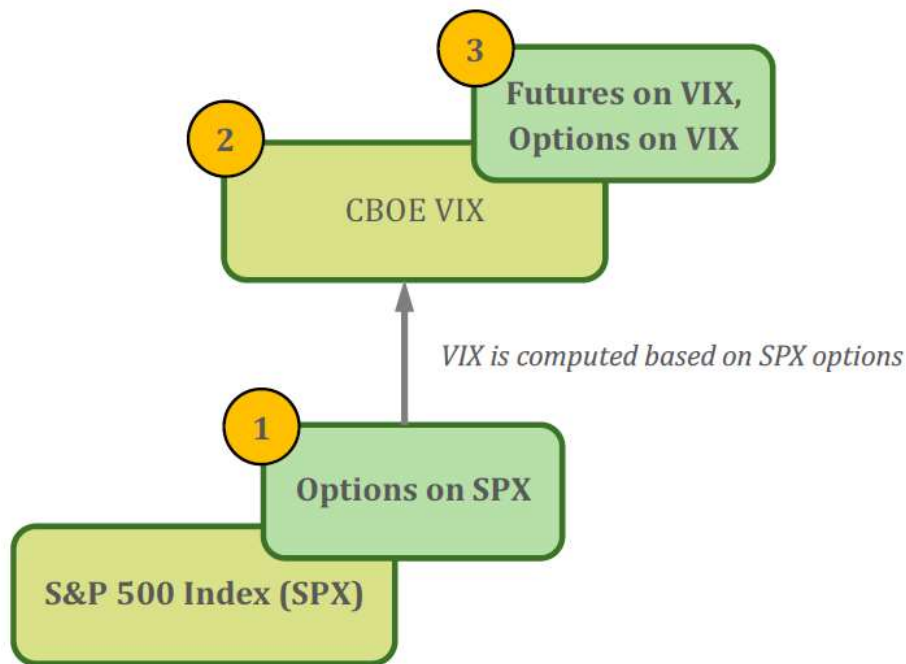 3
Futures on VIX,
Options on VIX
2
CBOE VIX
VIX is computed based on SPX options
1
Options on SPX
S&P 500 Index (SPX)